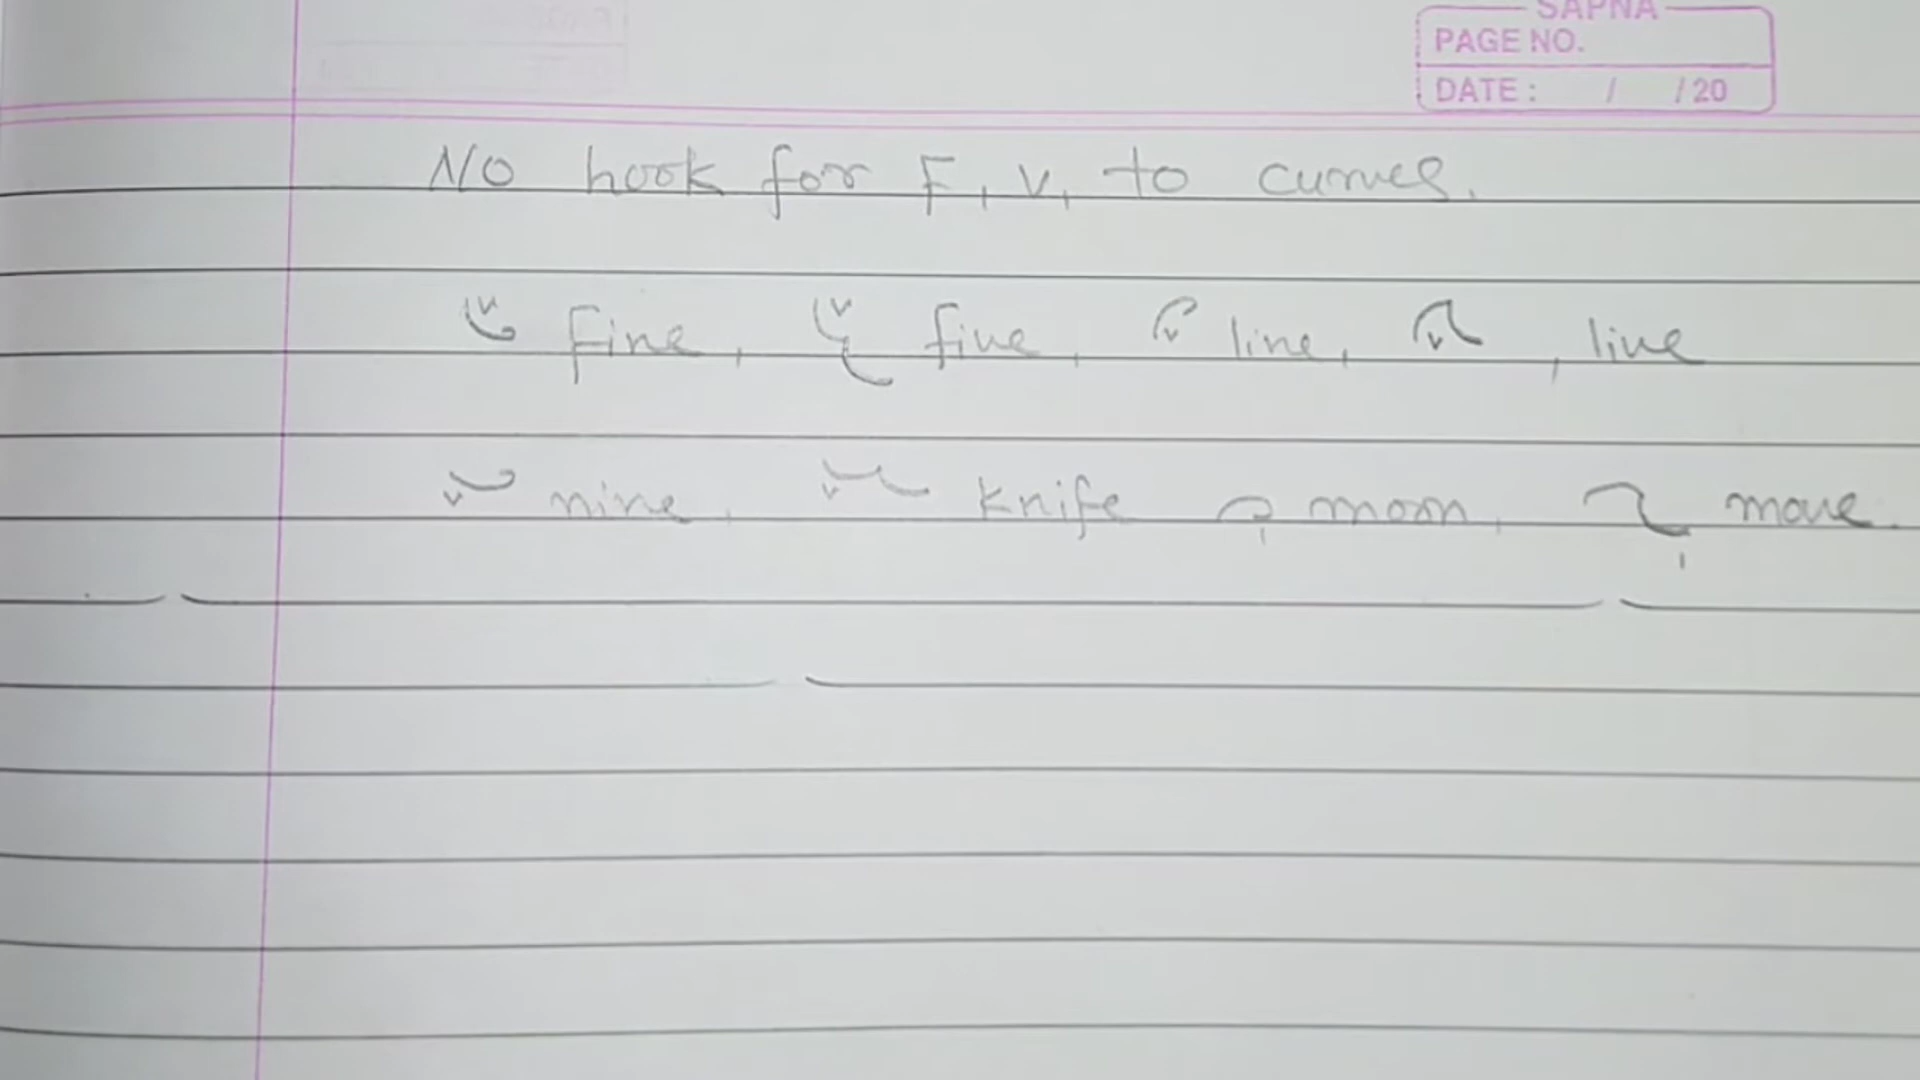 SAPNA
PAGE NO.
DATE : / / 20
No hook for F, V, to curves.
fine, five, line, , live
nine, knife moon, move.